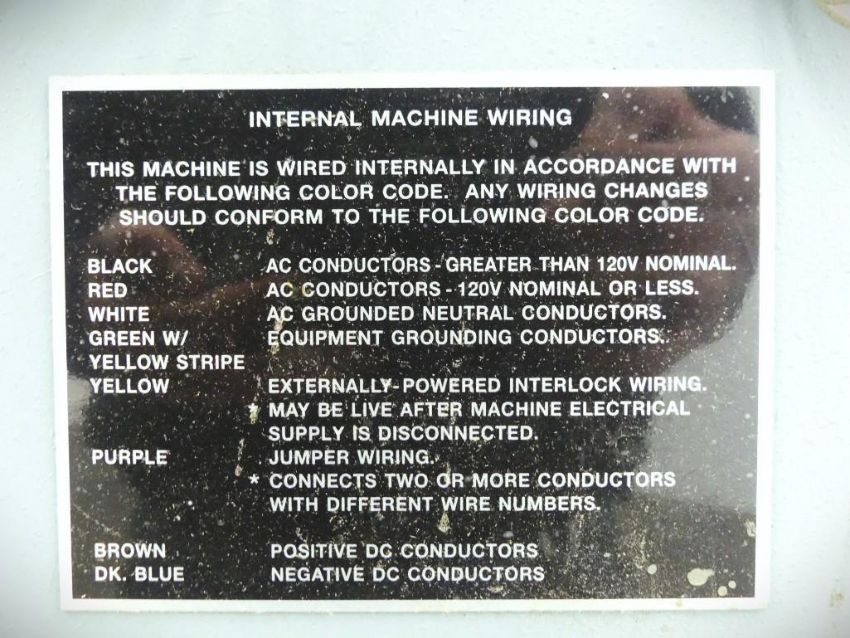 INTERNAL MACHINE WIRING
THIS MACHINE IS WIRED INTERNALLY IN ACCORDANCE WITH
THE FOLLOWING COLOR CODE. ANY WIRING CHANGES
SHOULD CONFORM TO THE FOLLOWING COLOR CODE.
BLACK AC CONDUCTORS - GREATER THAN 120V NOMINAL.
RED AC CONDUCTORS - 120V NOMINAL OR LESS.
WHITE AC GROUNDED NEUTRAL CONDUCTORS.
GREEN W/ EQUIPMENT GROUNDING CONDUCTORS.
YELLOW STRIPE
YELLOW EXTERNALLY-POWERED INTERLOCK WIRING.
* MAY BE LIVE AFTER MACHINE ELECTRICAL
SUPPLY IS DISCONNECTED.
PURPLE JUMPER WIRING.
* CONNECTS TWO OR MORE CONDUCTORS
WITH DIFFERENT WIRE NUMBERS.
BROWN POSITIVE DC CONDUCTORS
DK. BLUE NEGATIVE DC CONDUCTORS